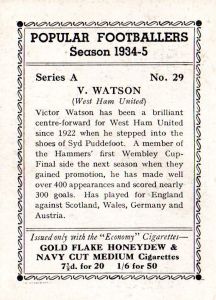 POPULAR FOOTBALLERS
Season 1934-5
Series A No. 29
V. WATSON
(West Ham United)
Victor Watson has been a brilliant
centre-forward for West Ham United
since 1922 when he stepped into the
shoes of Syd Puddefoot. A member of
the Hammers' first Wembley Cup-
Final side the next season when they
gained promotion, he has made well
over 400 appearances and scored nearly
300 goals. Has played for England
against Scotland, Wales, Germany and
Austria.
Issued only with the "Economy" Cigarettes—
GOLD FLAKE HONEYDEW &
NAVY CUT MEDIUM Cigarettes
7½d. for 20 1/6 for 50